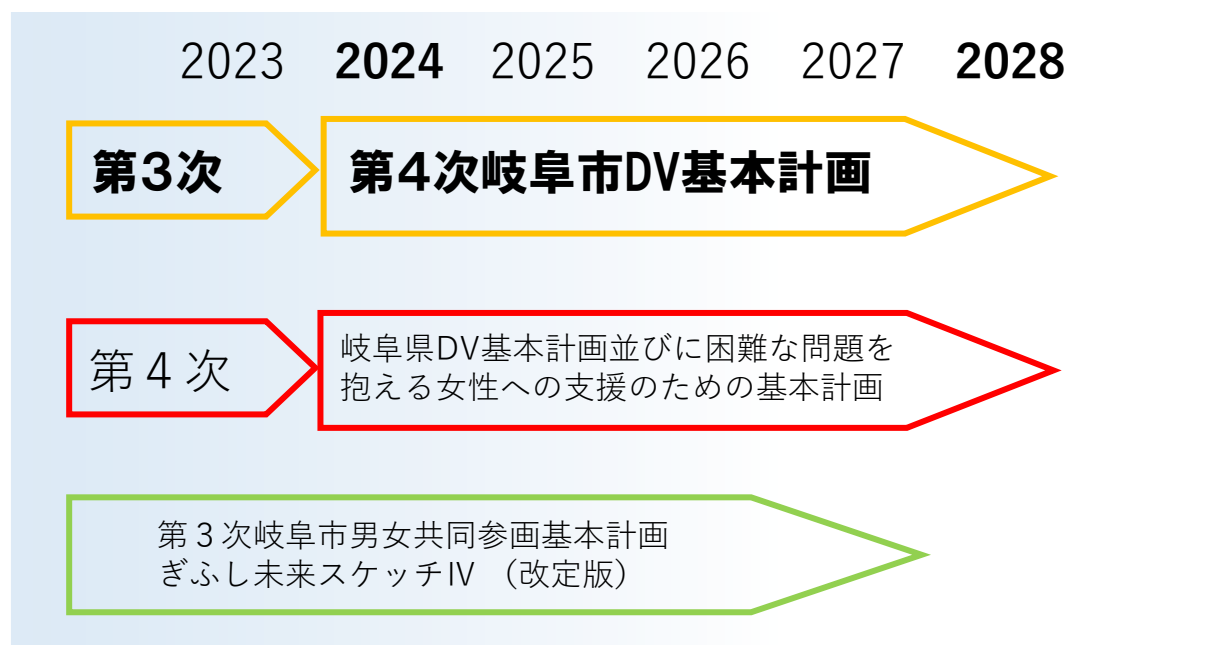 2023 2024 2025 2026 2027 2028
第3次
第4次岐阜市DV基本計画
第４次
岐阜県DV基本計画並びに困難な問題を
抱える女性への支援のための基本計画
第３次岐阜市男女共同参画基本計画
ぎふし未来スケッチⅣ （改定版）